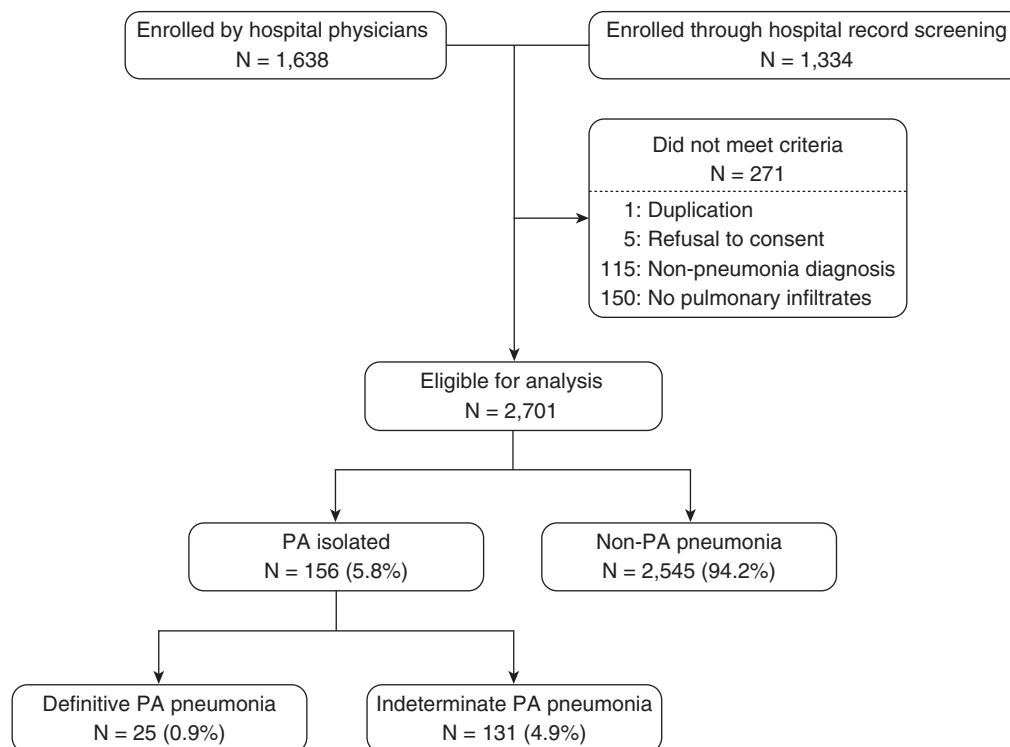 Enrolled by hospital physicians
N = 1,638
Enrolled through hospital record screening
N = 1,334
Did not meet criteria
N = 271
1: Duplication
5: Refusal to consent
115: Non-pneumonia diagnosis
150: No pulmonary infiltrates
Eligible for analysis
N = 2,701
PA isolated
N = 156 (5.8%)
Non-PA pneumonia
N = 2,545 (94.2%)
Definitive PA pneumonia
N = 25 (0.9%)
Indeterminate PA pneumonia
N = 131 (4.9%)